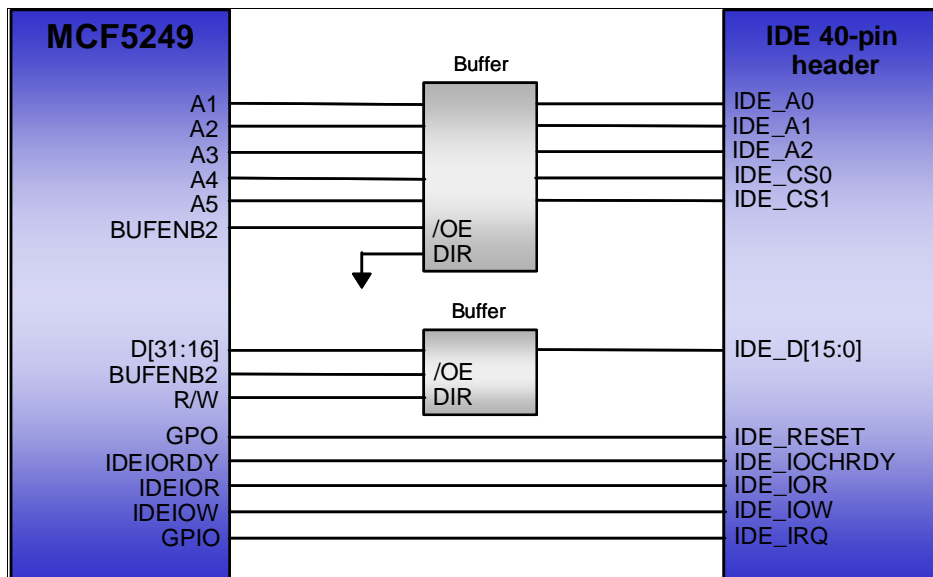 MCF5249
IDE 40-pin
header
Buffer
A1
A2
A3
A4
A5
BUFENB2
/OE
DIR
IDE_A0
IDE_A1
IDE_A2
IDE_CS0
IDE_CS1
Buffer
D[31:16]
BUFENB2
R/W
/OE
DIR
IDE_D[15:0]
GPO
IDEIORDY
IDEIOR
IDEIOW
GPIO
IDE_RESET
IDE_IOCHRDY
IDE_IOR
IDE_IOW
IDE_IRQ